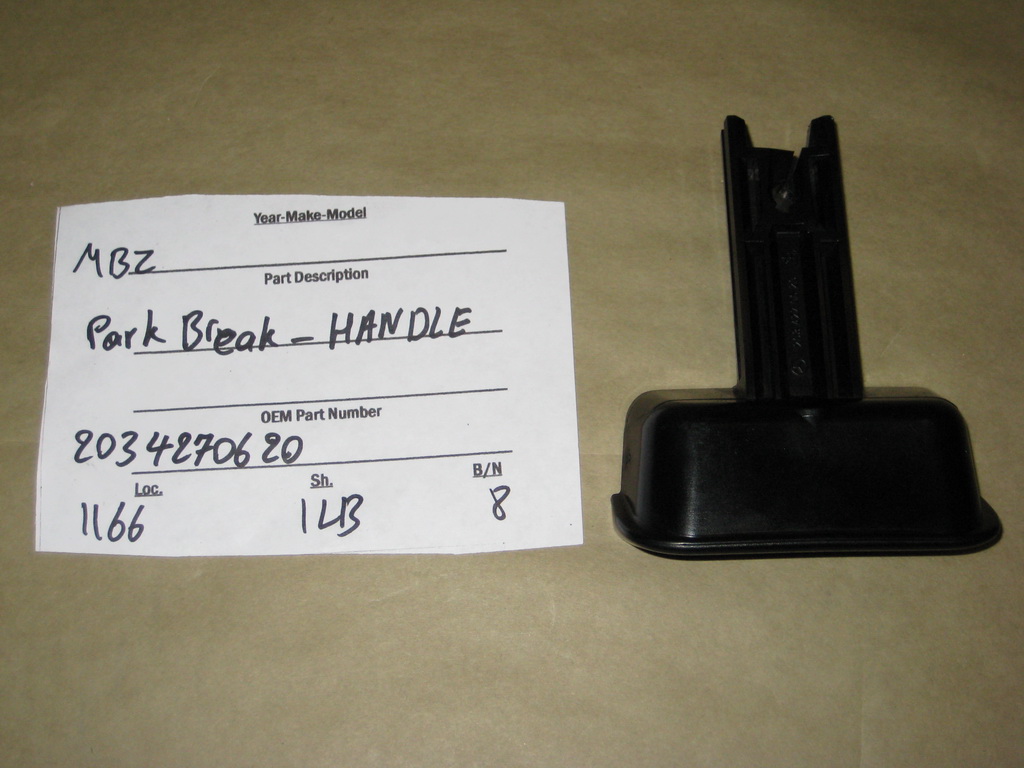 Year-Make-Model
MBZ
Part Description
Park Break - HANDLE
OEM Part Number
2034270620
Loc. Sh. B/N
1166 1LB 8